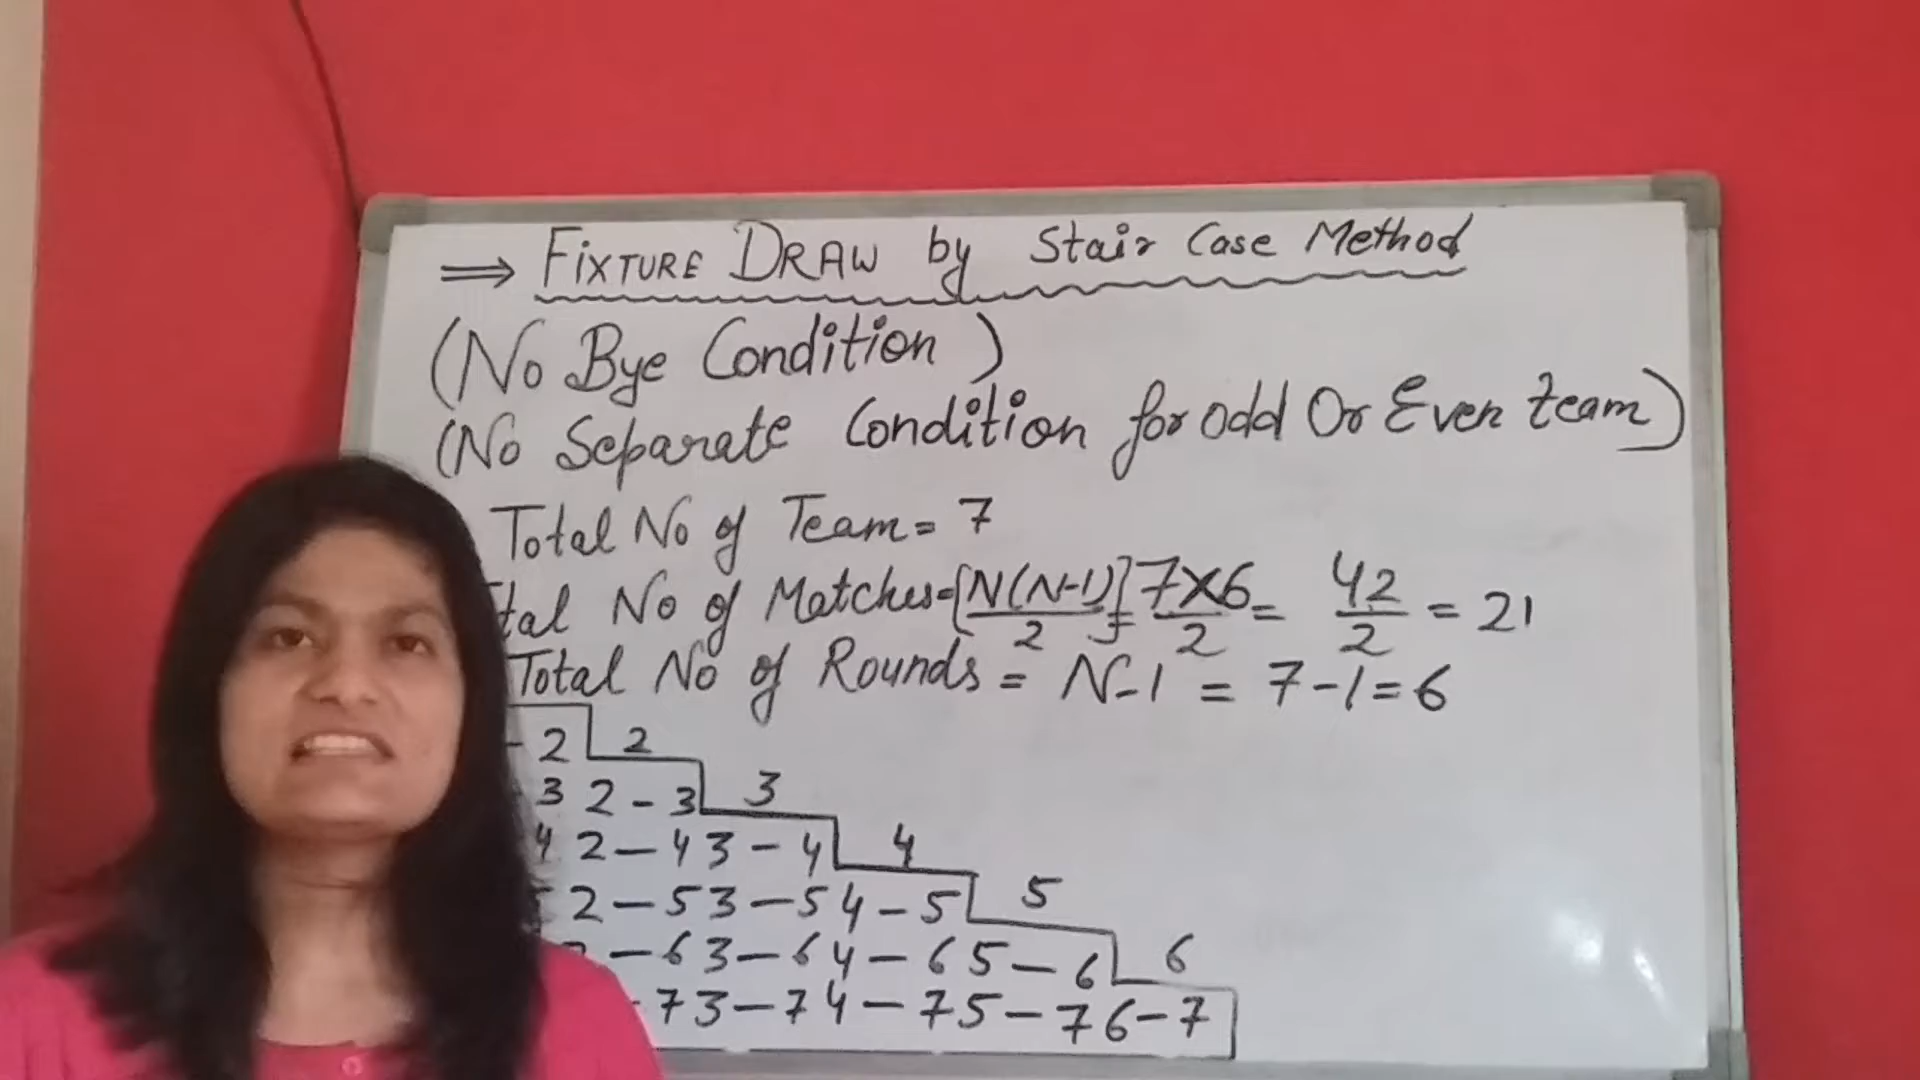 ⇒ FIXTURE DRAW by Stair Case Method
(No Bye Condition)
(No Separate Condition for odd Or Even team)
Total No of Team = 7
tal No of Matches = [N(N-1)/2] = 7×6/2 = 42/2 = 21
Total No of Rounds = N-1 = 7-1 = 6
- 2 2
3 2 - 3 3
4 2 - 4 3 - 4 4
2 - 5 3 - 5 4 - 5 5
- 6 3 - 6 4 - 6 5 - 6 6
- 7 3 - 7 4 - 7 5 - 7 6 - 7